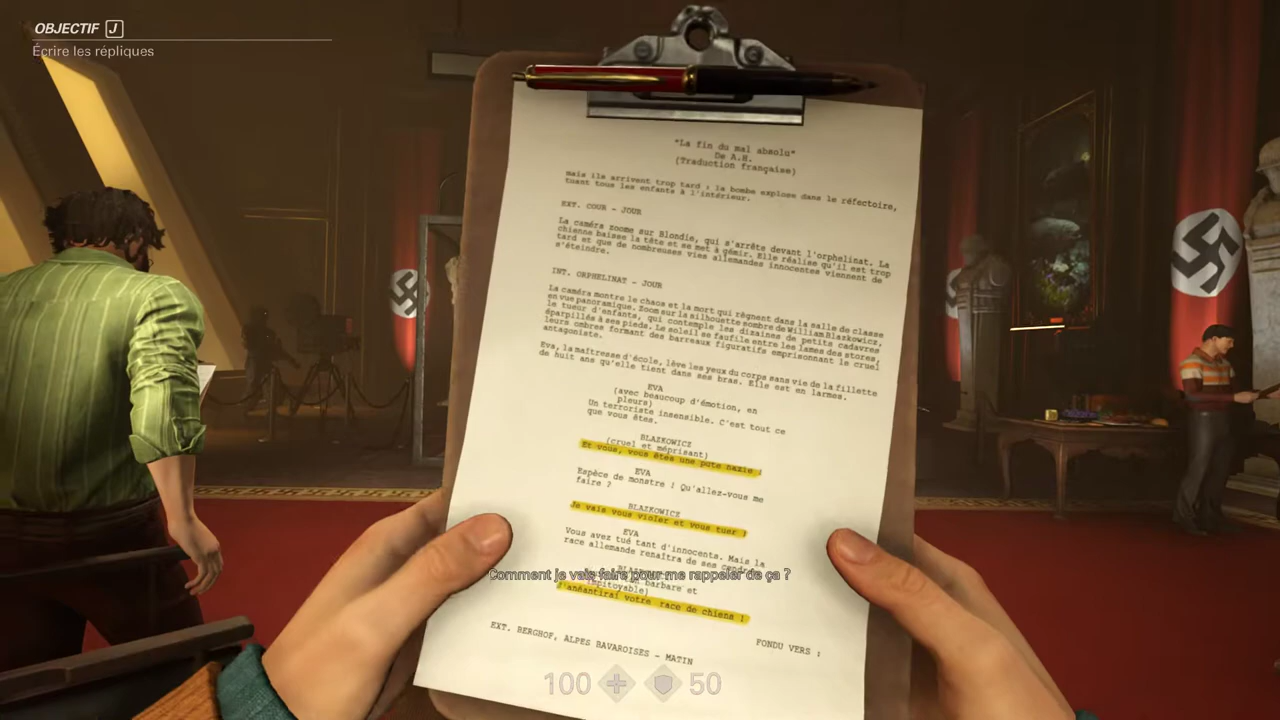 OBJECTIF J
Écrire les répliques
"La fin du mal absolu"
De A.H.
(Traduction française)
mais ils arrivent trop tard : la bombe explose dans le réfectoire,
tuant tous les enfants à l'intérieur.
EXT. COUR - JOUR
La caméra zoome sur Blondie, qui s'arrête devant l'orphelinat. La
chienne baisse la tête et se met à gémir. Elle réalise qu'il est trop
tard et que de nombreuses vies allemandes innocentes viennent de
s'éteindre.
INT. ORPHELINAT - JOUR
La caméra montre le chaos et la mort qui règnent dans la salle de classe
en vue panoramique. Zoom sur la silhouette sombre de William Blazkowicz,
le tueur d'enfants, qui contemple les dizaines de petits cadavres
éparpillés à ses pieds. Le soleil se faufile entre les lames des stores,
leurs ombres formant des barreaux figuratifs emprisonnant le cruel
antagoniste.
Eva, la maîtresse d'école, lève les yeux du corps sans vie de la fillette
de huit ans qu'elle tient dans ses bras. Elle est en larmes.
EVA
(avec beaucoup d'émotion, en
pleurs)
Un terroriste insensible. C'est tout ce
que vous êtes.
BLAZKOWICZ
(cruel et méprisant)
Et vous, vous êtes une pute nazie !
EVA
Espèce de monstre ! Qu'allez-vous me
faire ?
BLAZKOWICZ
Je vais vous violer et vous tuer !
EVA
Vous avez tué tant d'innocents. Mais la
race allemande renaîtra de ses
Comment je vais faire pour me rappeler de ça ?
barbare et
impitoyable)
J'anéantirai votre race de chiens !
FONDU VERS :
EXT. BERGHOF, ALPES BAVAROISES - MATIN
100
50